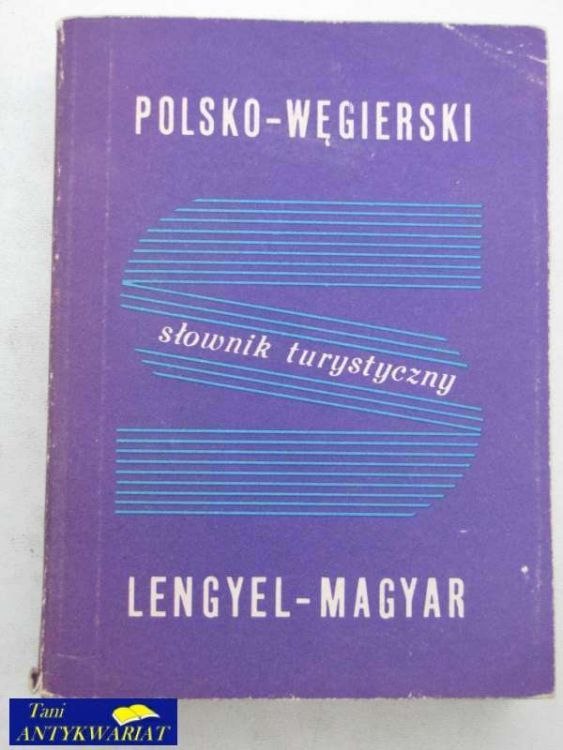 POLSKO-WĘGIERSKI
słownik turystyczny
LENGYEL-MAGYAR
Tani
ANTYKWARIAT